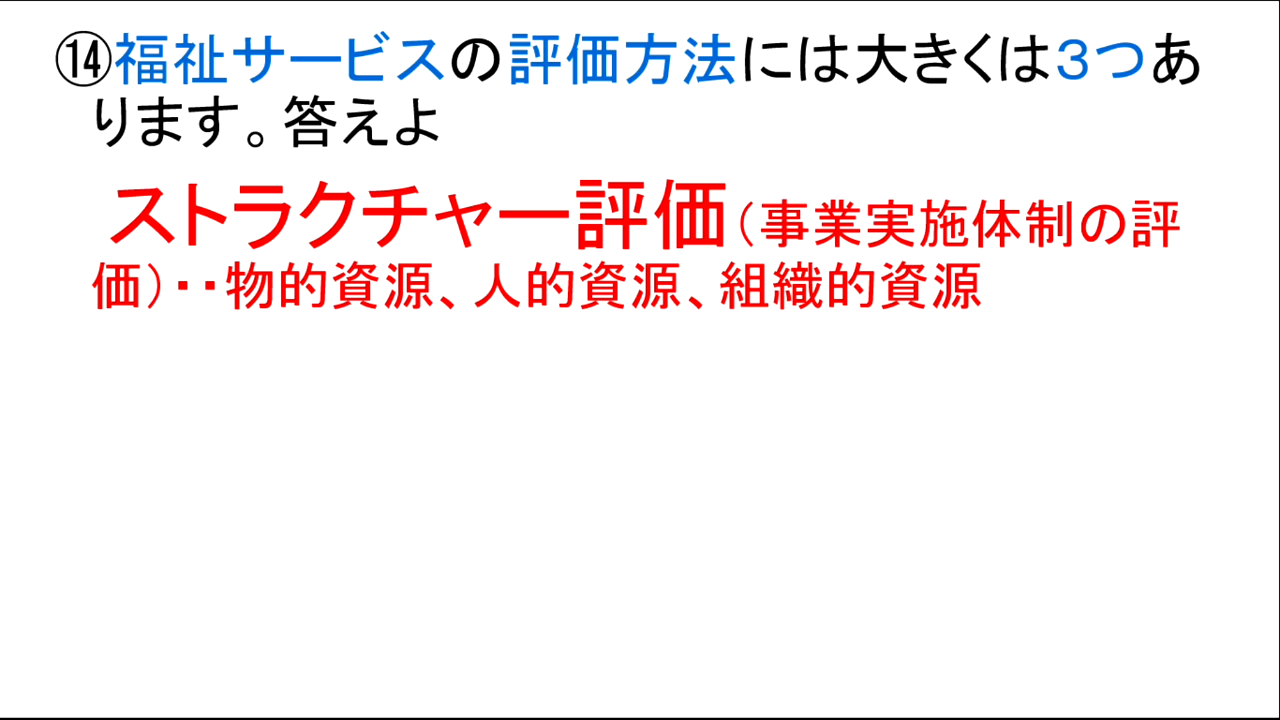 ⑭福祉サービスの評価方法には大きくは３つあ
ります。答えよ
ストラクチャー評価（事業実施体制の評
価）・・物的資源、人的資源、組織的資源